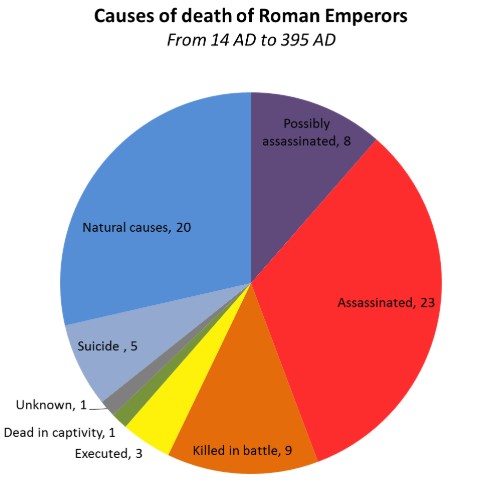 Causes of death of Roman Emperors
From 14 AD to 395 AD
Possibly
assassinated, 8
Natural causes, 20
Assassinated, 23
Suicide , 5
Unknown, 1
Dead in captivity, 1
Killed in battle, 9
Executed, 3